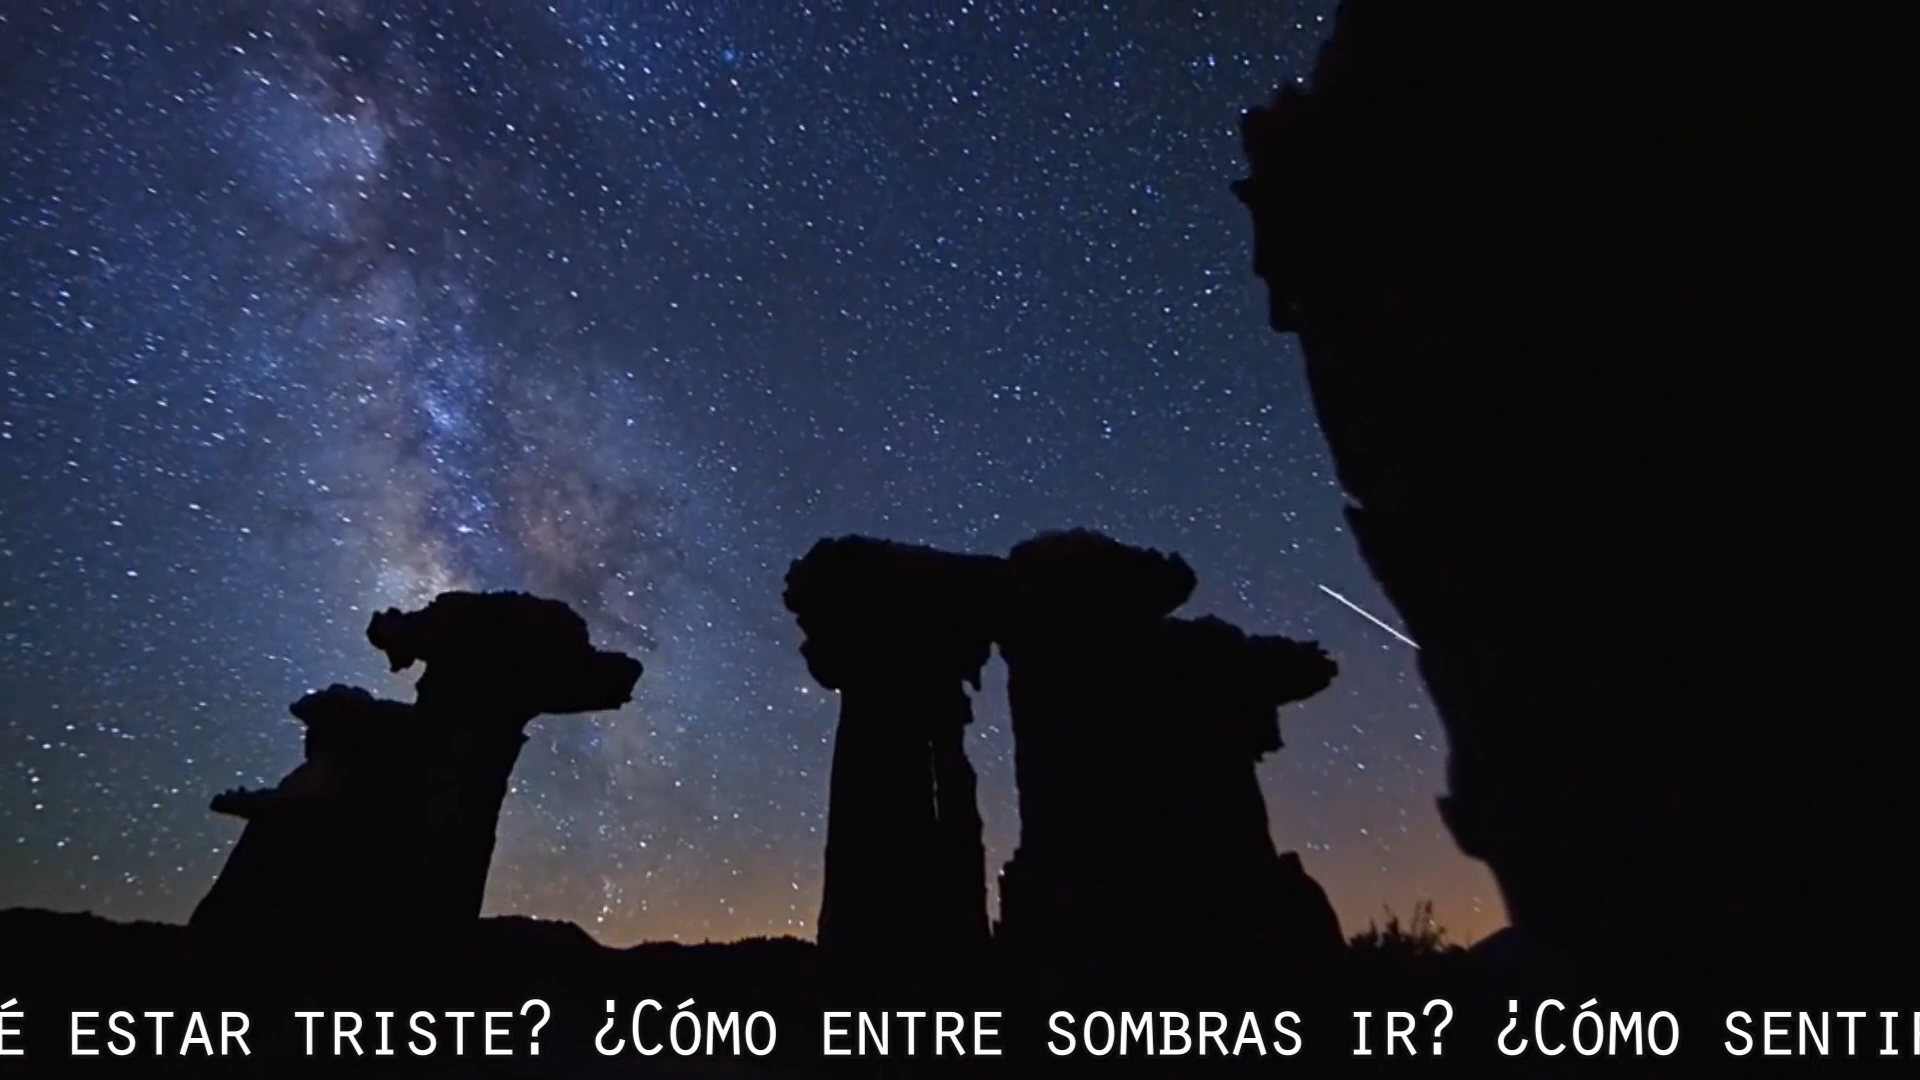 É ESTAR TRISTE? ¿CÓMO ENTRE SOMBRAS IR? ¿CÓMO SENTI